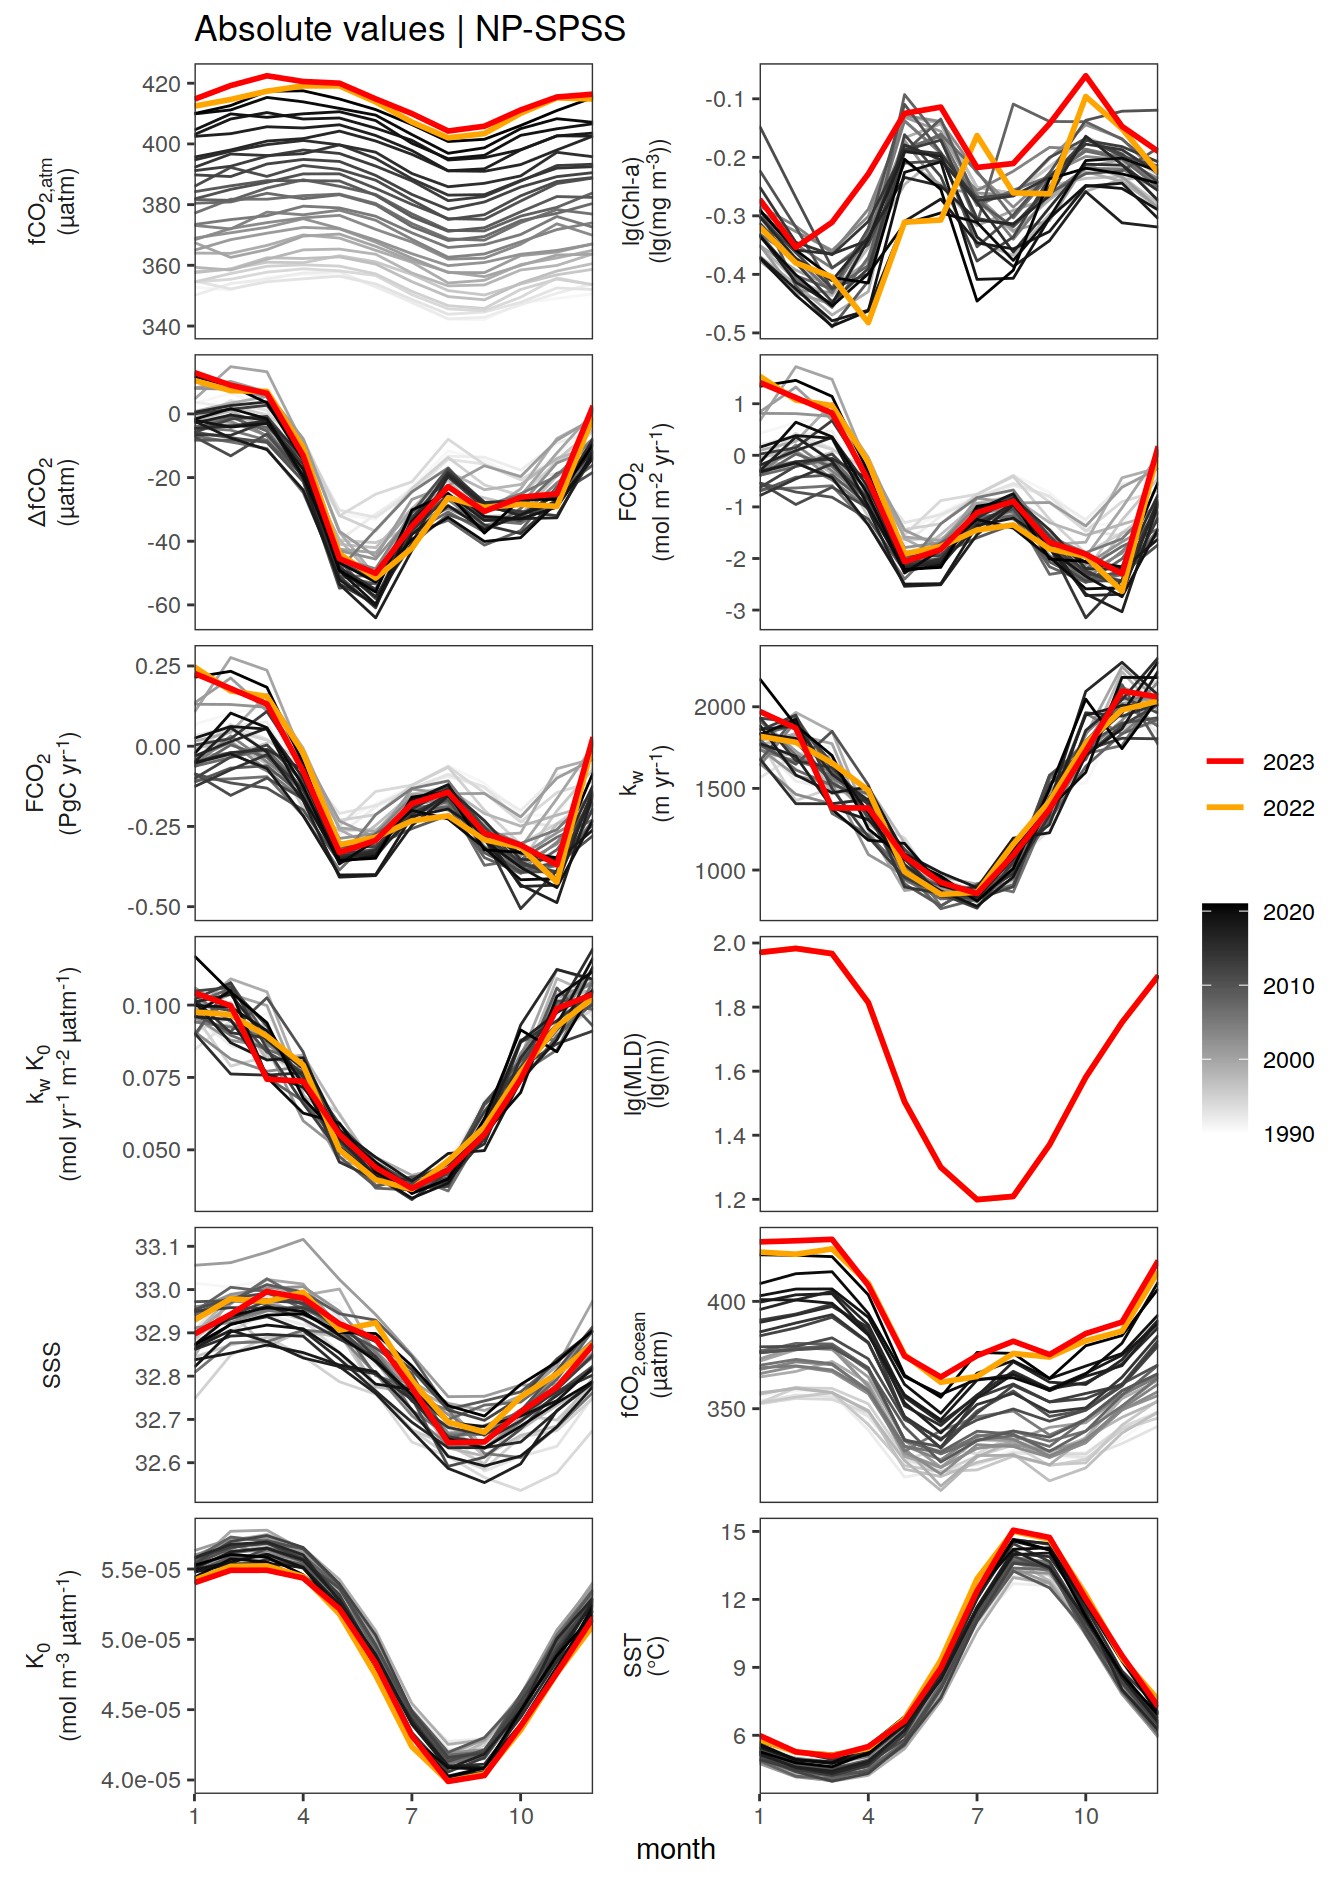 Absolute values | NP-SPSS
fCO2,atm
(µatm)
420
400
380
360
340
lg(Chl-a)
(lg(mg m-3))
-0.1
-0.2
-0.3
-0.4
-0.5
ΔfCO2
(µatm)
0
-20
-40
-60
FCO2
(mol m-2 yr-1)
1
0
-1
-2
-3
FCO2
(PgC yr-1)
0.25
0.00
-0.25
-0.50
kw
(m yr-1)
2000
1500
1000
kw K0
(mol yr-1 m-2 µatm-1)
0.100
0.075
0.050
lg(MLD)
(lg(m))
2.0
1.8
1.6
1.4
1.2
SSS
33.1
33.0
32.9
32.8
32.7
32.6
fCO2,ocean
(µatm)
400
350
K0
(mol m-3 µatm-1)
5.5e-05
5.0e-05
4.5e-05
4.0e-05
SST
(°C)
15
12
9
6
1 4 7 10
1 4 7 10
month
2023
2022
2020
2010
2000
1990